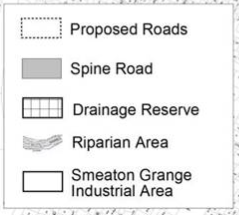 Proposed Roads
Spine Road
Drainage Reserve
Riparian Area
Smeaton Grange
Industrial Area